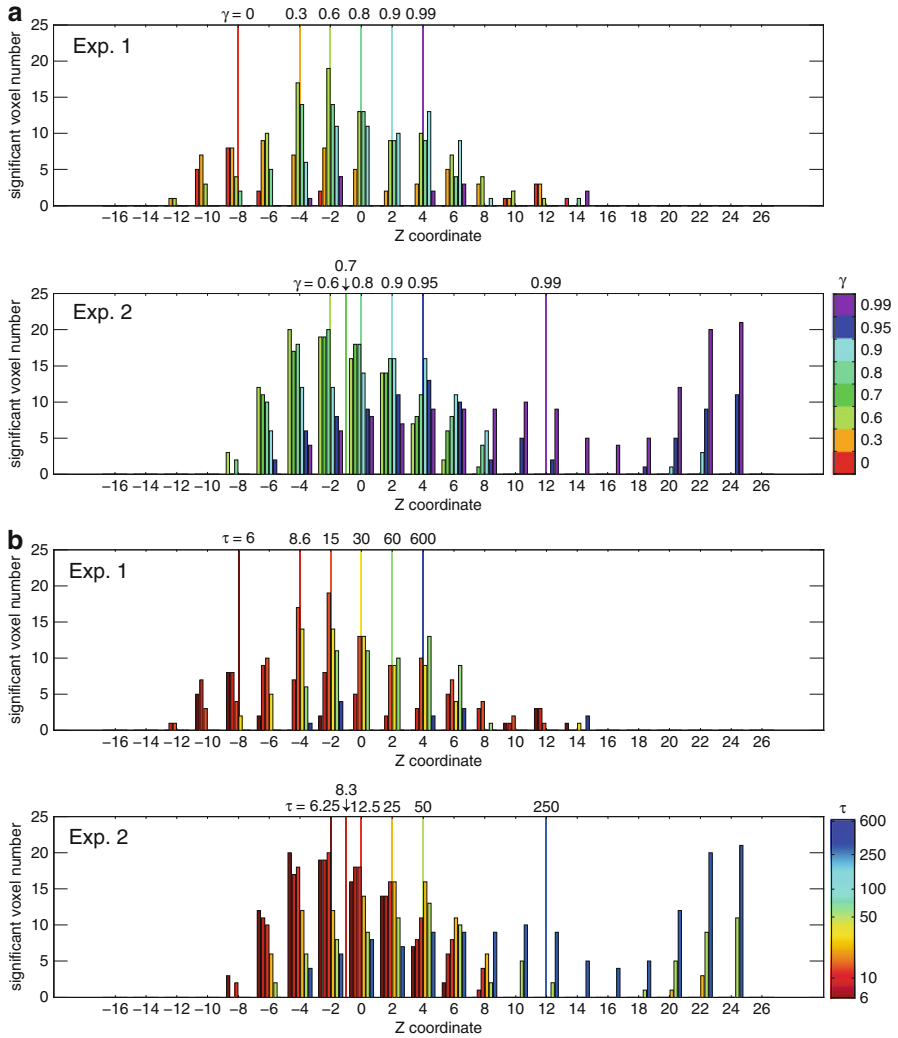 a
γ = 0 0.3 0.6 0.8 0.9 0.99
Exp. 1
significant voxel number
25
20
15
10
5
0
−16 −14 −12 −10 −8 −6 −4 −2 0 2 4 6 8 10 12 14 16 18 20 22 24 26
Z coordinate
0.7
γ = 0.6 ↓ 0.8 0.9 0.95 0.99
Exp. 2
significant voxel number
25
20
15
10
5
0
−16 −14 −12 −10 −8 −6 −4 −2 0 2 4 6 8 10 12 14 16 18 20 22 24 26
Z coordinate
γ
0.99
0.95
0.9
0.8
0.7
0.6
0.3
0
b
τ = 6 8.6 15 30 60 600
Exp. 1
significant voxel number
25
20
15
10
5
0
−16 −14 −12 −10 −8 −6 −4 −2 0 2 4 6 8 10 12 14 16 18 20 22 24 26
Z coordinate
8.3
τ = 6.25 ↓ 12.5 25 50 250
Exp. 2
significant voxel number
25
20
15
10
5
0
−16 −14 −12 −10 −8 −6 −4 −2 0 2 4 6 8 10 12 14 16 18 20 22 24 26
Z coordinate
τ
600
250
100
50
10
6